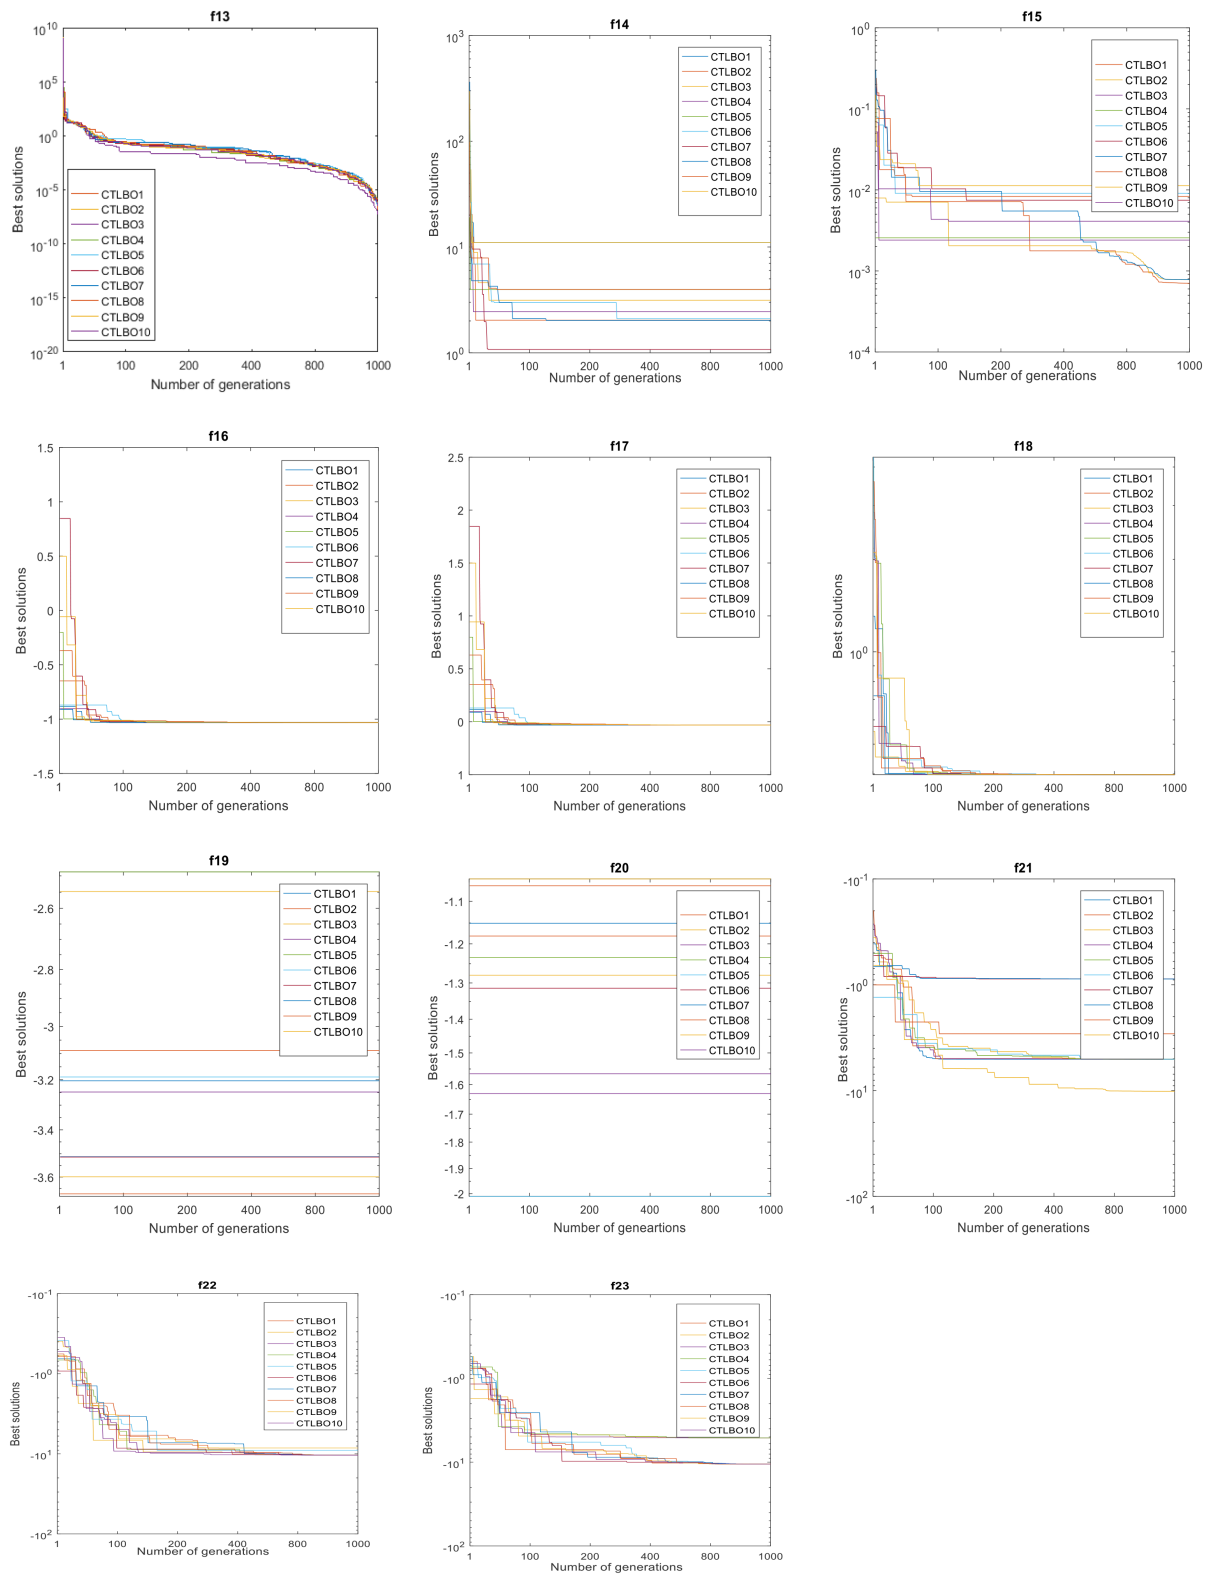 f13
10^10
10^5
10^0
10^-5
10^-10
10^-15
10^-20
Best solutions
CTLBO1
CTLBO2
CTLBO3
CTLBO4
CTLBO5
CTLBO6
CTLBO7
CTLBO8
CTLBO9
CTLBO10
1 100 200 400 800 1000
Number of generations
f14
10^3
10^2
10^1
10^0
Best solutions
CTLBO1
CTLBO2
CTLBO3
CTLBO4
CTLBO5
CTLBO6
CTLBO7
CTLBO8
CTLBO9
CTLBO10
1 100 200 400 800 1000
Number of generations
f15
10^0
10^-1
10^-2
10^-3
10^-4
Best solutions
CTLBO1
CTLBO2
CTLBO3
CTLBO4
CTLBO5
CTLBO6
CTLBO7
CTLBO8
CTLBO9
CTLBO10
1 100 200 400 800 1000
Number of generations
f16
1.5
1
0.5
0
-0.5
-1
-1.5
Best solutions
CTLBO1
CTLBO2
CTLBO3
CTLBO4
CTLBO5
CTLBO6
CTLBO7
CTLBO8
CTLBO9
CTLBO10
1 100 200 400 800 1000
Number of generations
f17
2.5
2
1.5
1
0.5
0
1
Best solutions
CTLBO1
CTLBO2
CTLBO3
CTLBO4
CTLBO5
CTLBO6
CTLBO7
CTLBO8
CTLBO9
CTLBO10
1 100 200 400 800 1000
Number of generations
f18
10^0
Best solutions
CTLBO1
CTLBO2
CTLBO3
CTLBO4
CTLBO5
CTLBO6
CTLBO7
CTLBO8
CTLBO9
CTLBO10
1 100 200 400 800 1000
Number of generations
f19
-2.6
-2.8
-3
-3.2
-3.4
-3.6
Best solutions
CTLBO1
CTLBO2
CTLBO3
CTLBO4
CTLBO5
CTLBO6
CTLBO7
CTLBO8
CTLBO9
CTLBO10
1 100 200 400 800 1000
Number of generations
f20
-1.1
-1.2
-1.3
-1.4
-1.5
-1.6
-1.7
-1.8
-1.9
-2
Best solutions
CTLBO1
CTLBO2
CTLBO3
CTLBO4
CTLBO5
CTLBO6
CTLBO7
CTLBO8
CTLBO9
CTLBO10
1 100 200 400 800 1000
Number of geneartions
f21
-10^-1
-10^0
-10^1
-10^2
Best solutions
CTLBO1
CTLBO2
CTLBO3
CTLBO4
CTLBO5
CTLBO6
CTLBO7
CTLBO8
CTLBO9
CTLBO10
1 100 200 400 800 1000
Number of generations
f22
-10^-1
-10^0
-10^1
-10^2
Best solutions
CTLBO1
CTLBO2
CTLBO3
CTLBO4
CTLBO5
CTLBO6
CTLBO7
CTLBO8
CTLBO9
CTLBO10
1 100 200 400 800 1000
Number of generations
f23
-10^-1
-10^0
-10^1
-10^2
Best solutions
CTLBO1
CTLBO2
CTLBO3
CTLBO4
CTLBO5
CTLBO6
CTLBO7
CTLBO8
CTLBO9
CTLBO10
1 100 200 400 800 1000
Number of generations